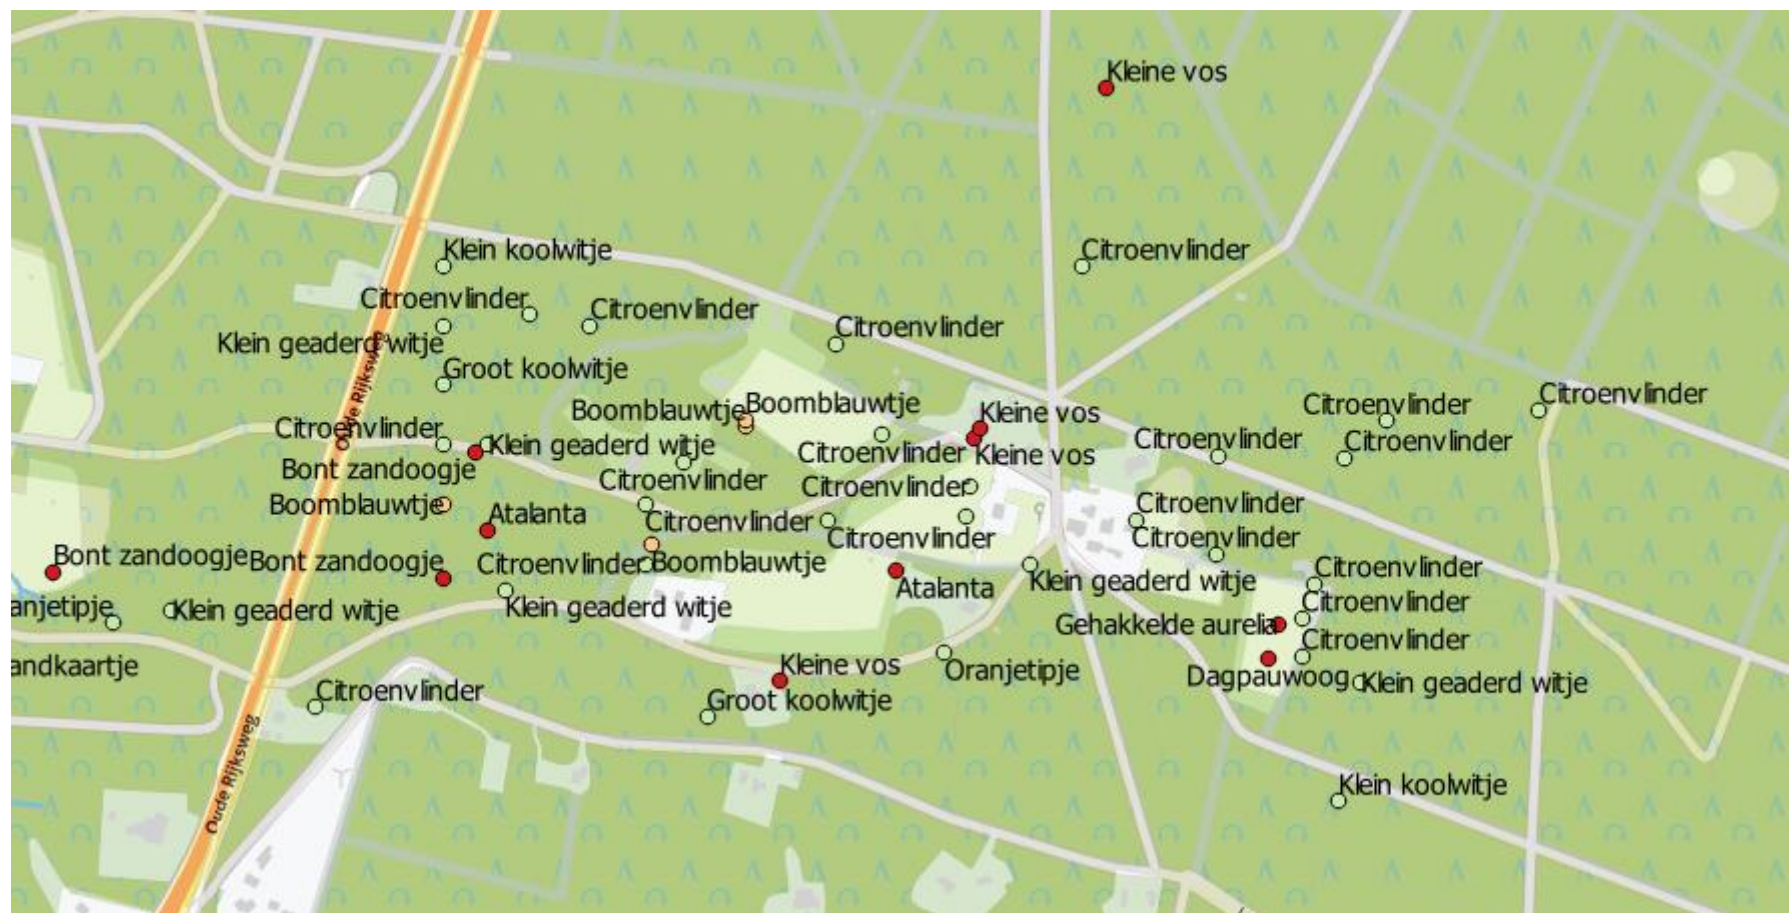 Kleine vos
Klein koolwitje
Citroenvlinder
Citroenvlinder
Citroenvlinder
Citroenvlinder
Klein geaderd witje
Oude Rijksweg
Groot koolwitje
Citroenvlinder
Citroenvlinder
Boomblauwtje
Boomblauwtje
Kleine vos
Citroenvlinder
Klein geaderd witje
Citroenvlinder
Citroenvlinder
Citroenvlinder
Kleine vos
Bont zandoogje
Citroenvlinder
Citroenvlinder
Boomblauwtje
Atalanta
Citroenvlinder
Citroenvlinder
Citroenvlinder
Citroenvlinder
Bont zandoogje
Bont zandoogje
Citroenvlinder
Boomblauwtje
Citroenvlinder
Atalanta
Klein geaderd witje
anjetipje
Klein geaderd witje
Klein geaderd witje
Citroenvlinder
Gehakkelde aurelia
Citroenvlinder
andkaartje
Kleine vos
Oranjetipje
Dagpauwoog
Klein geaderd witje
Citroenvlinder
Groot koolwitje
Oude Rijksweg
Klein koolwitje